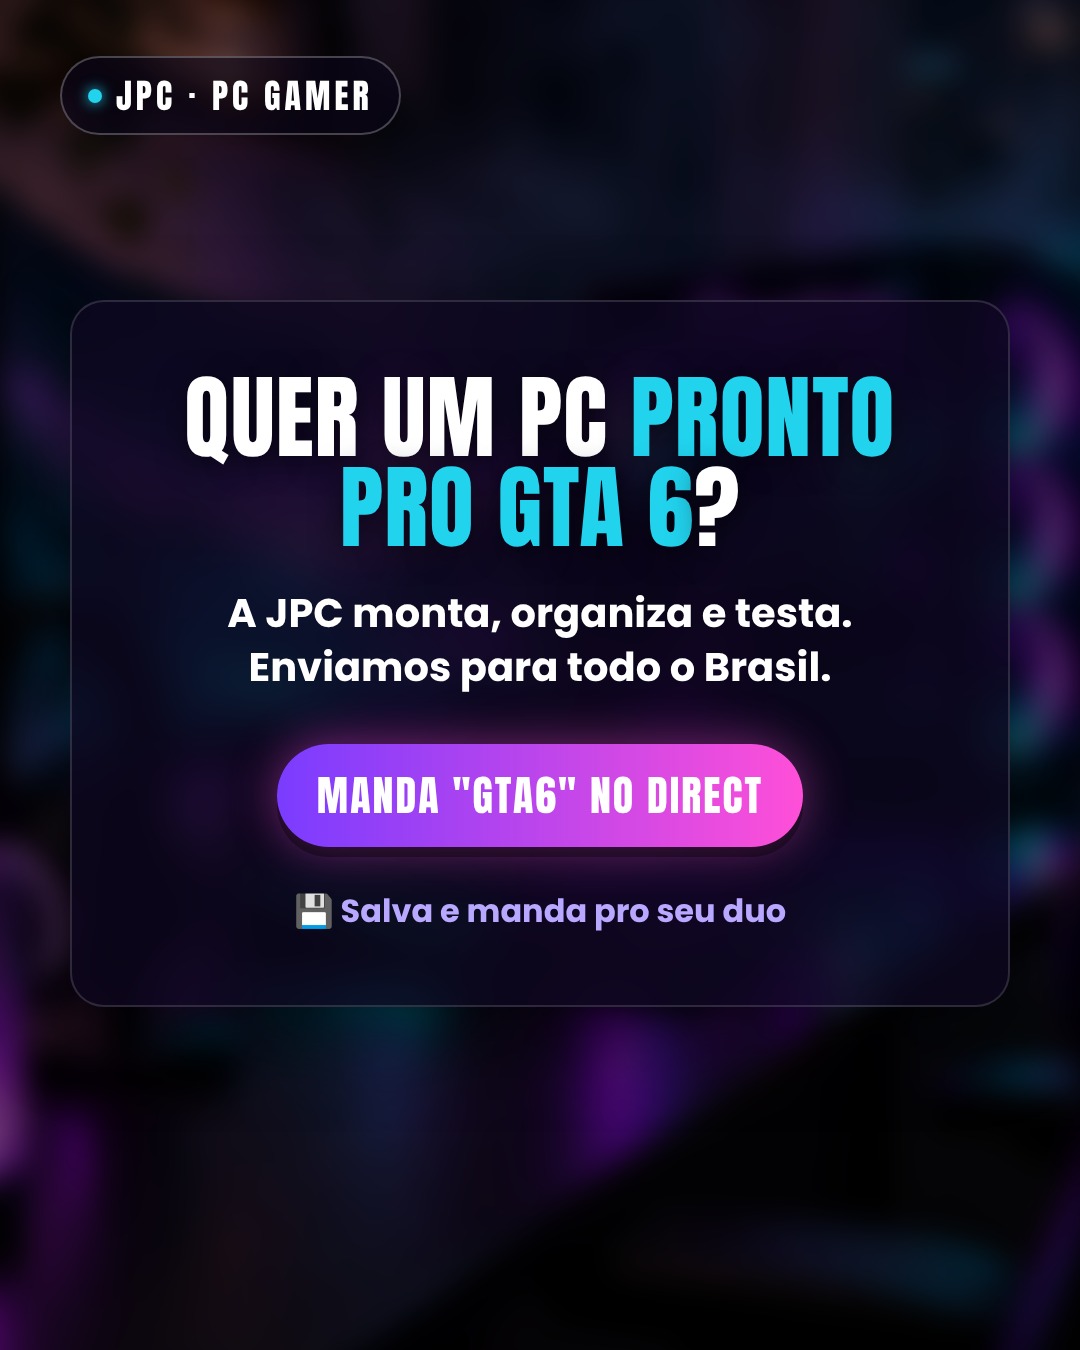 JPC · PC GAMER
QUER UM PC PRONTO
PRO GTA 6?
A JPC monta, organiza e testa.
Enviamos para todo o Brasil.
MANDA "GTA6" NO DIRECT
💾 Salva e manda pro seu duo